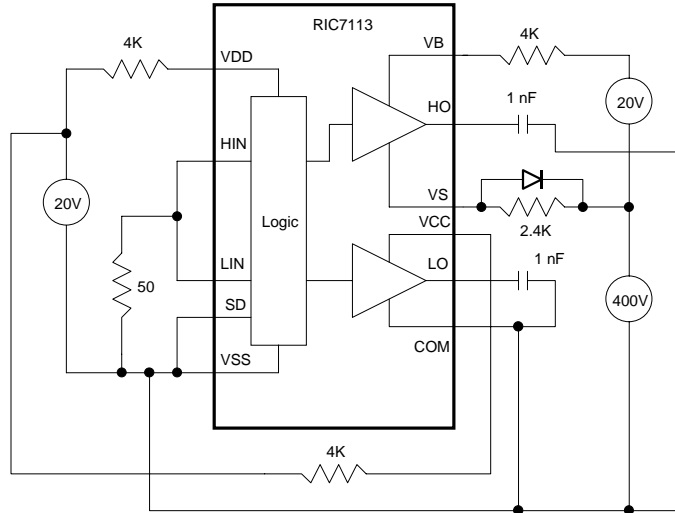 RIC7113
4K
VDD
VB
4K
HO
1 nF
20V
HIN
20V
Logic
VS
VCC
2.4K
LIN
LO
1 nF
50
SD
400V
COM
VSS
4K